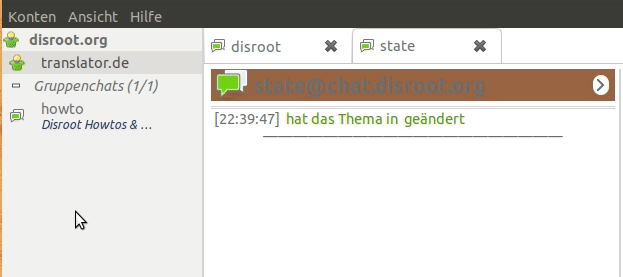 Konten Ansicht Hilfe
disroot.org
translator.de
Gruppenchats (1/1)
howto
Disroot Howtos & ...
disroot
state
state@chat.disroot.org
[22:39:47] hat das Thema in geändert